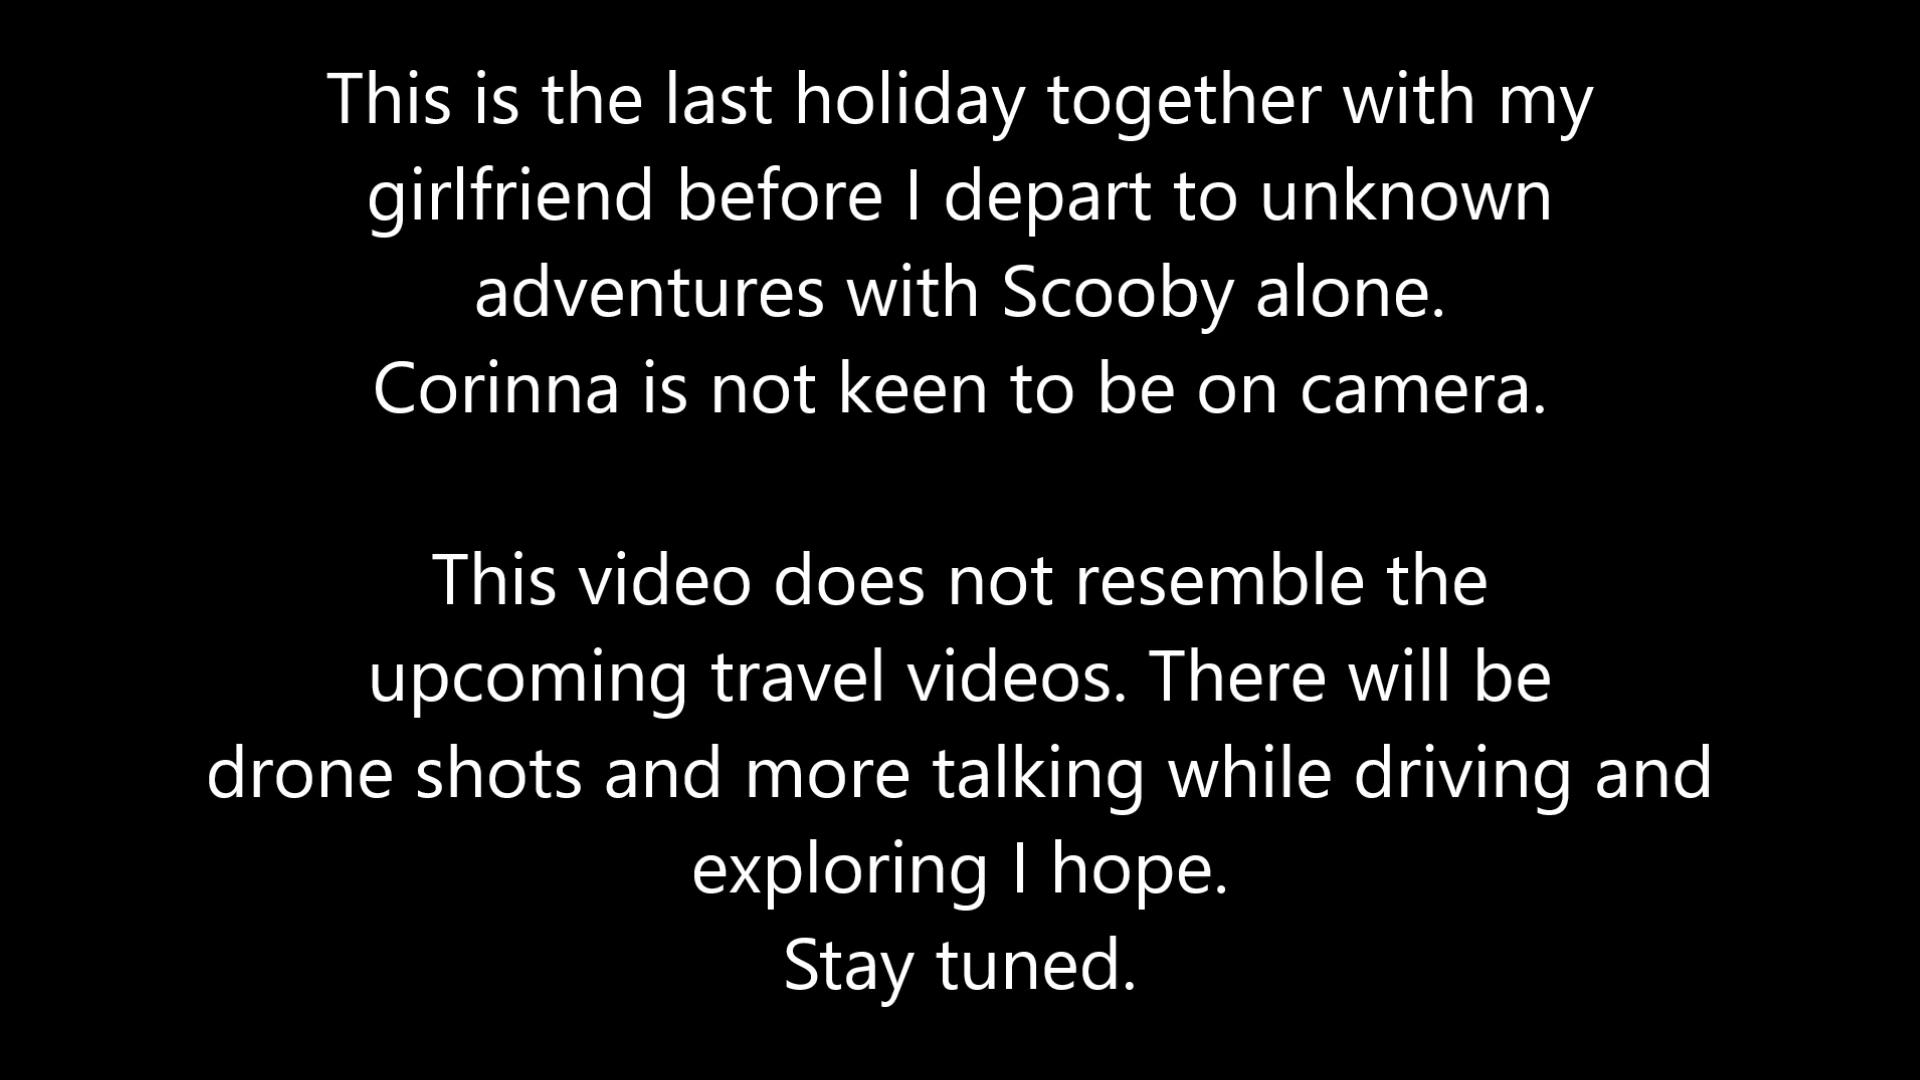 This is the last holiday together with my
girlfriend before I depart to unknown
adventures with Scooby alone.
Corinna is not keen to be on camera.
This video does not resemble the
upcoming travel videos. There will be
drone shots and more talking while driving and
exploring I hope.
Stay tuned.